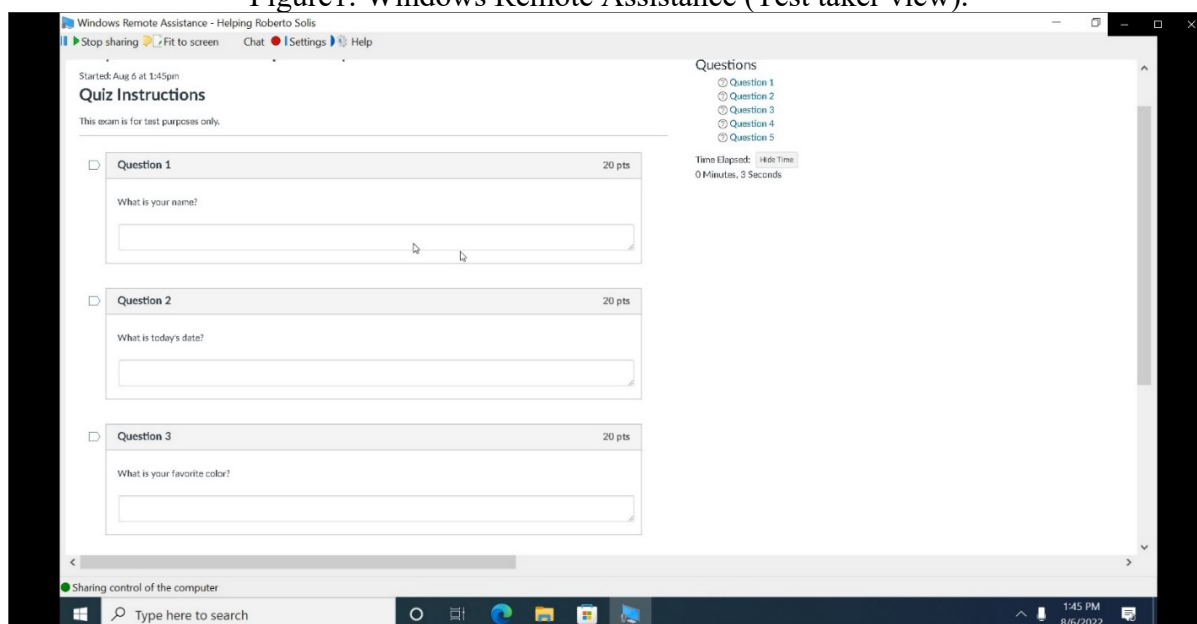 Figure1: Windows Remote Assistance (Test taker view).
Windows Remote Assistance - Helping Roberto Solis
Stop sharing Fit to screen Chat Settings Help
Started: Aug 6 at 1:45pm
Quiz Instructions
This exam is for test purposes only.
Question 1 20 pts
What is your name?
Question 2 20 pts
What is today's date?
Question 3 20 pts
What is your favorite color?
Questions
Question 1
Question 2
Question 3
Question 4
Question 5
Time Elapsed: Hide Time
0 Minutes, 3 Seconds
Sharing control of the computer
Type here to search
1:45 PM
8/6/2022